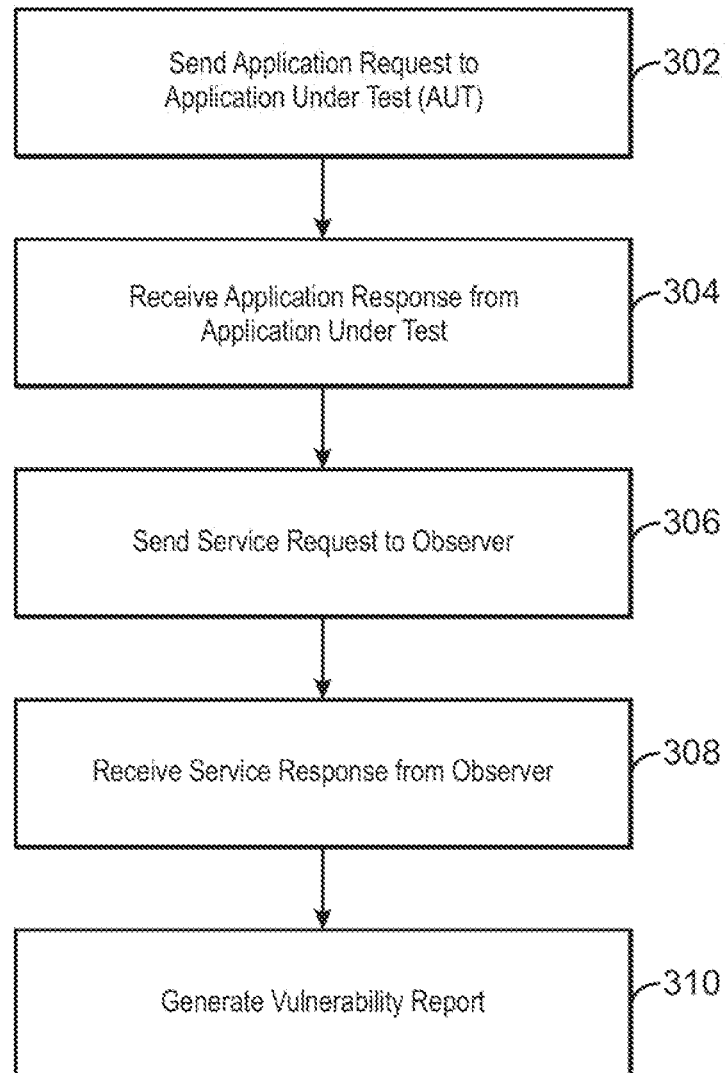 Send Application Request to
Application Under Test (AUT)
302
Receive Application Response from
Application Under Test
304
Send Service Request to Observer
306
Receive Service Response from Observer
308
Generate Vulnerability Report
310